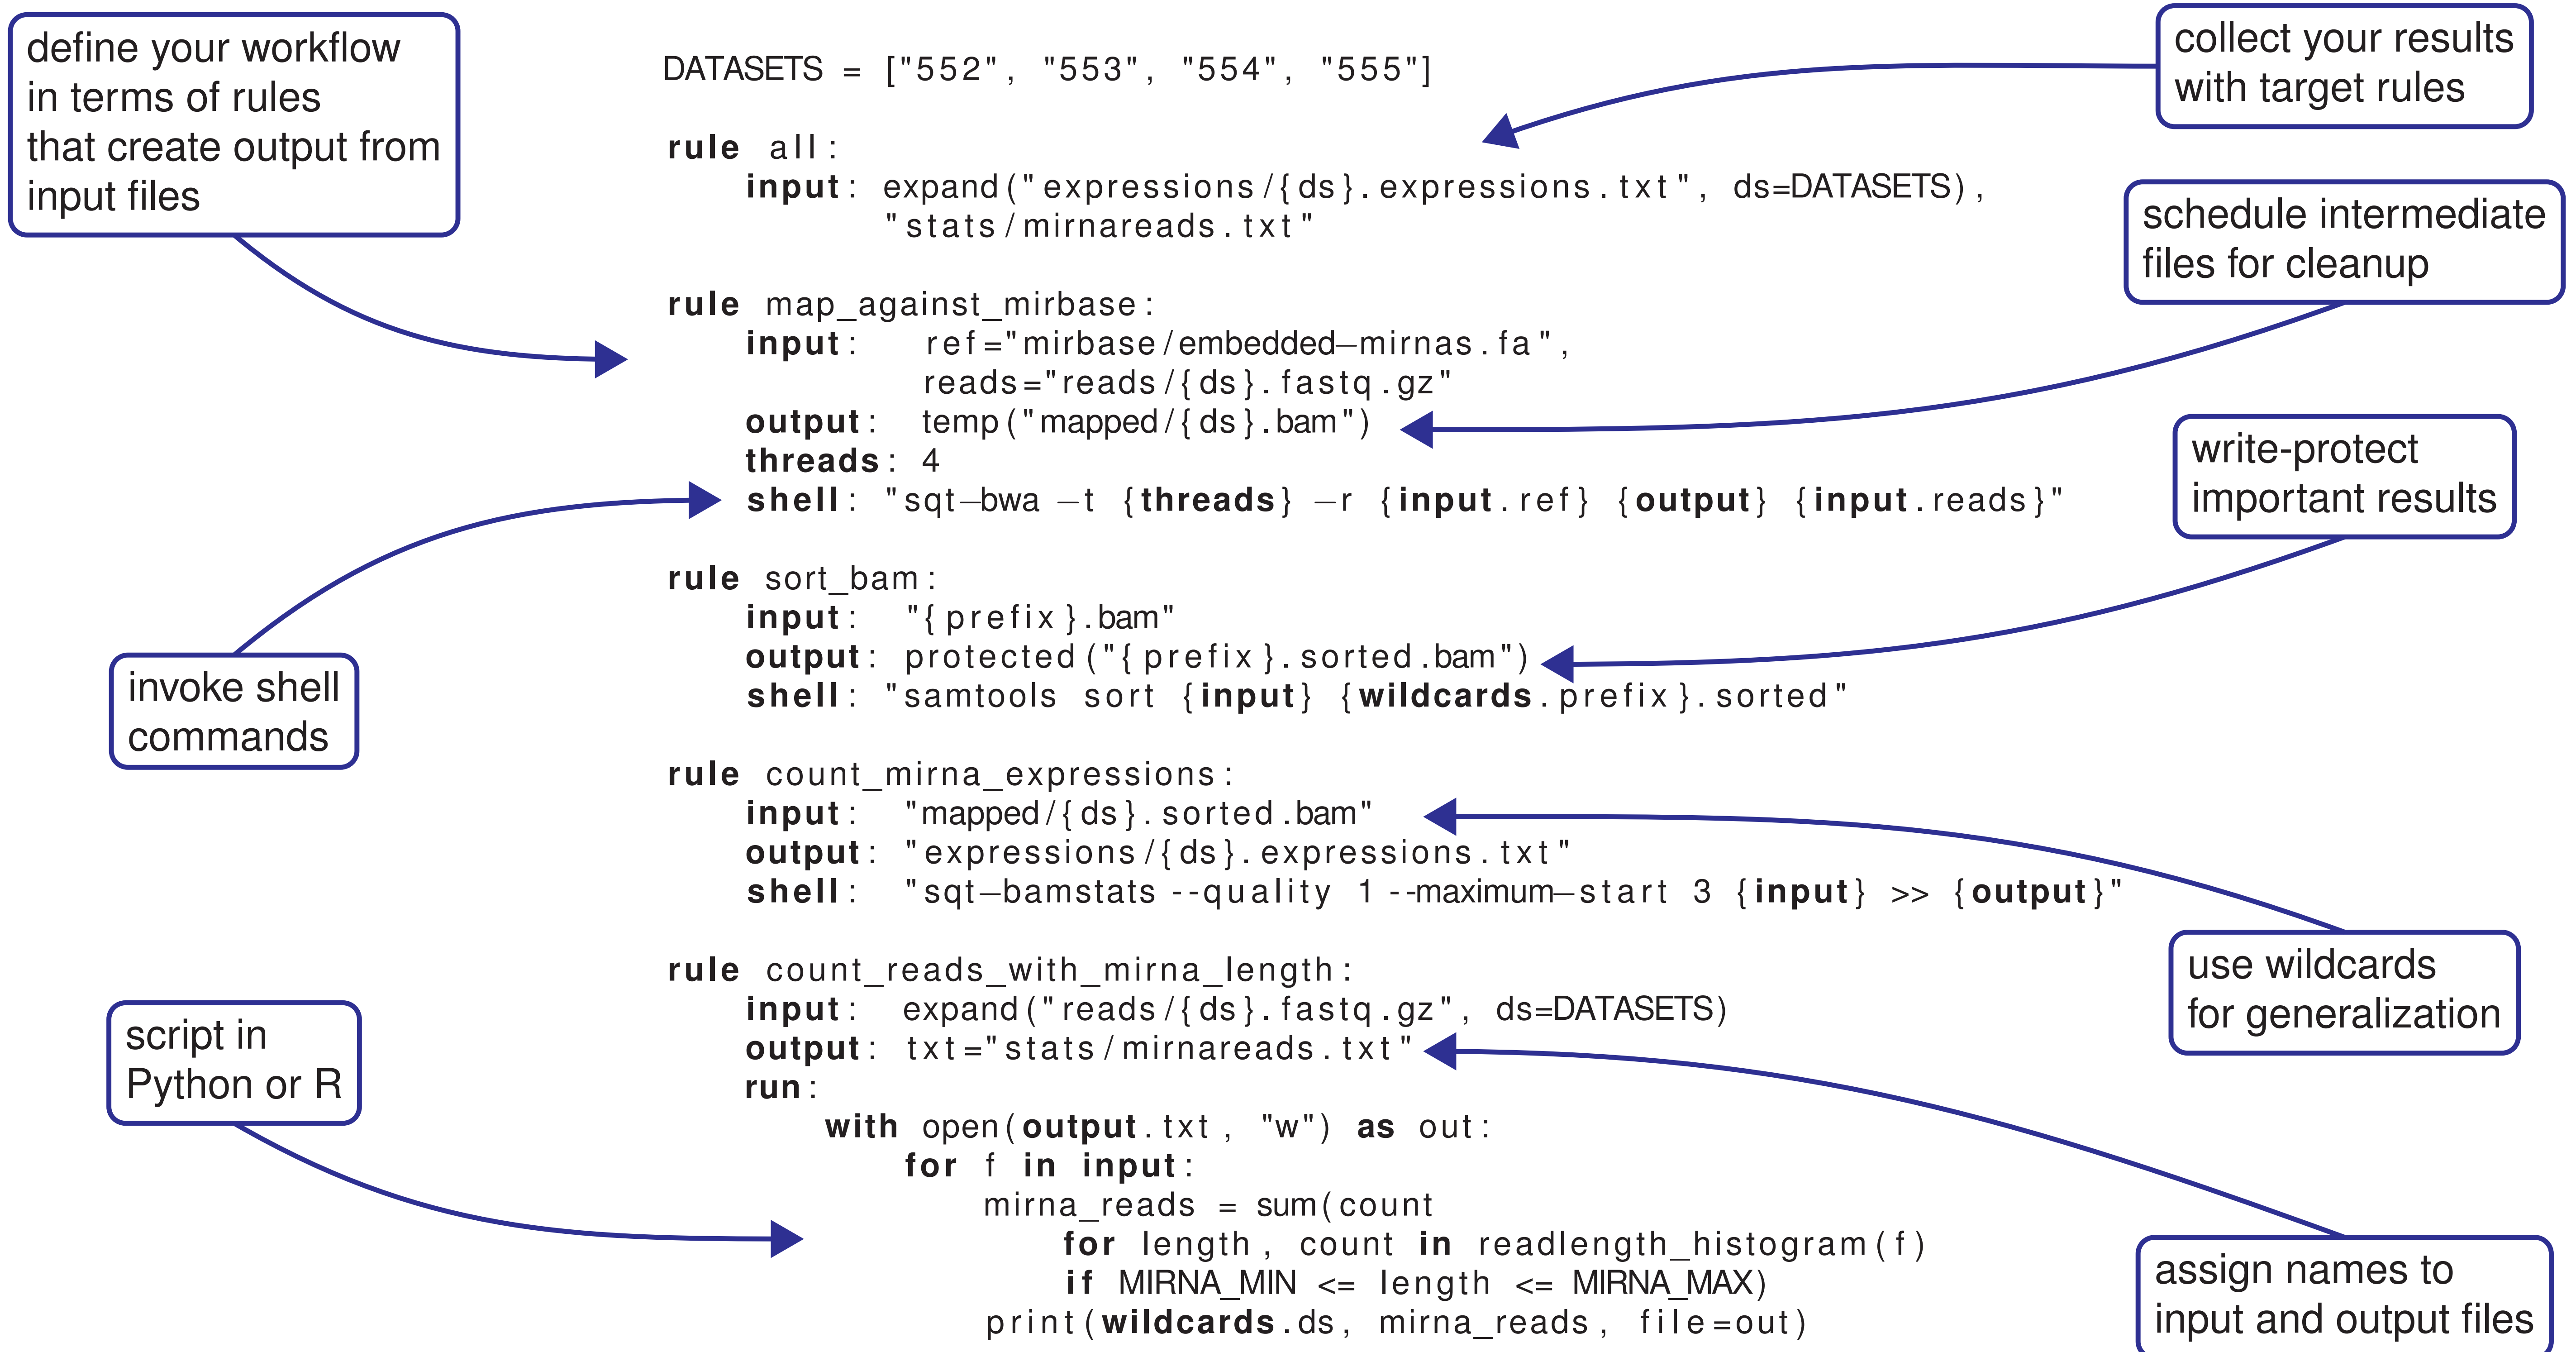 define your workflow
in terms of rules
that create output from
input files
invoke shell
commands
script in
Python or R
DATASETS = ["552", "553", "554", "555"]
rule all:
input: expand("expressions/{ds}.expressions.txt", ds=DATASETS),
"stats/mirnareads.txt"
rule map_against_mirbase:
input: ref="mirbase/embedded−mirnas.fa",
reads="reads/{ds}.fastq.gz"
output: temp("mapped/{ds}.bam")
threads: 4
shell: "sqt−bwa −t {threads} −r {input.ref} {output} {input.reads}"
rule sort_bam:
input: "{prefix}.bam"
output: protected("{prefix}.sorted.bam")
shell: "samtools sort {input} {wildcards.prefix}.sorted"
rule count_mirna_expressions:
input: "mapped/{ds}.sorted.bam"
output: "expressions/{ds}.expressions.txt"
shell: "sqt−bamstats --quality 1 --maximum−start 3 {input} >> {output}"
rule count_reads_with_mirna_length:
input: expand("reads/{ds}.fastq.gz", ds=DATASETS)
output: txt="stats/mirnareads.txt"
run:
with open(output.txt, "w") as out:
for f in input:
mirna_reads = sum(count
for length, count in readlength_histogram(f)
if MIRNA_MIN <= length <= MIRNA_MAX)
print(wildcards.ds, mirna_reads, file=out)
collect your results
with target rules
schedule intermediate
files for cleanup
write-protect
important results
use wildcards
for generalization
assign names to
input and output files